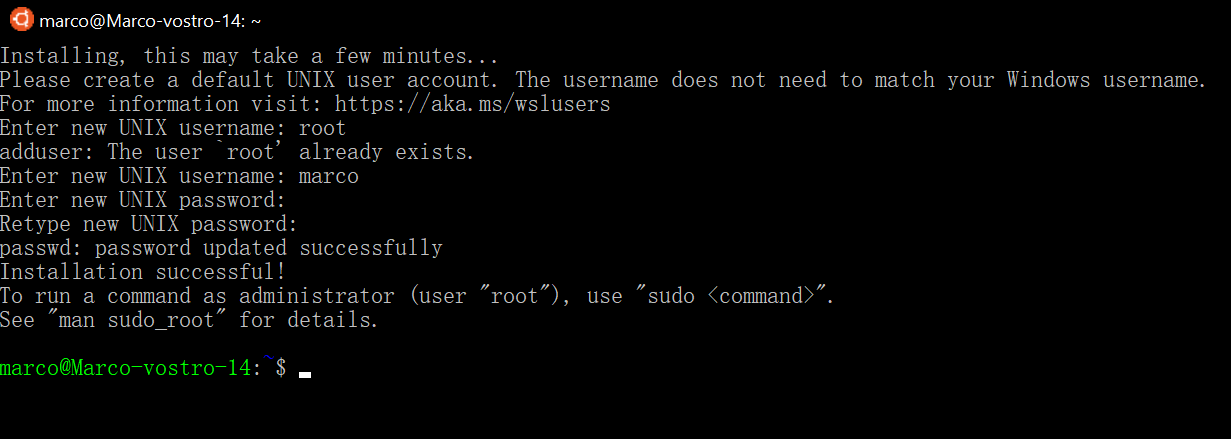 marco@Marco-vostro-14: ~
Installing, this may take a few minutes...
Please create a default UNIX user account. The username does not need to match your Windows username.
For more information visit: https://aka.ms/wslusers
Enter new UNIX username: root
adduser: The user `root' already exists.
Enter new UNIX username: marco
Enter new UNIX password:
Retype new UNIX password:
passwd: password updated successfully
Installation successful!
To run a command as administrator (user "root"), use "sudo <command>".
See "man sudo_root" for details.
marco@Marco-vostro-14:~$